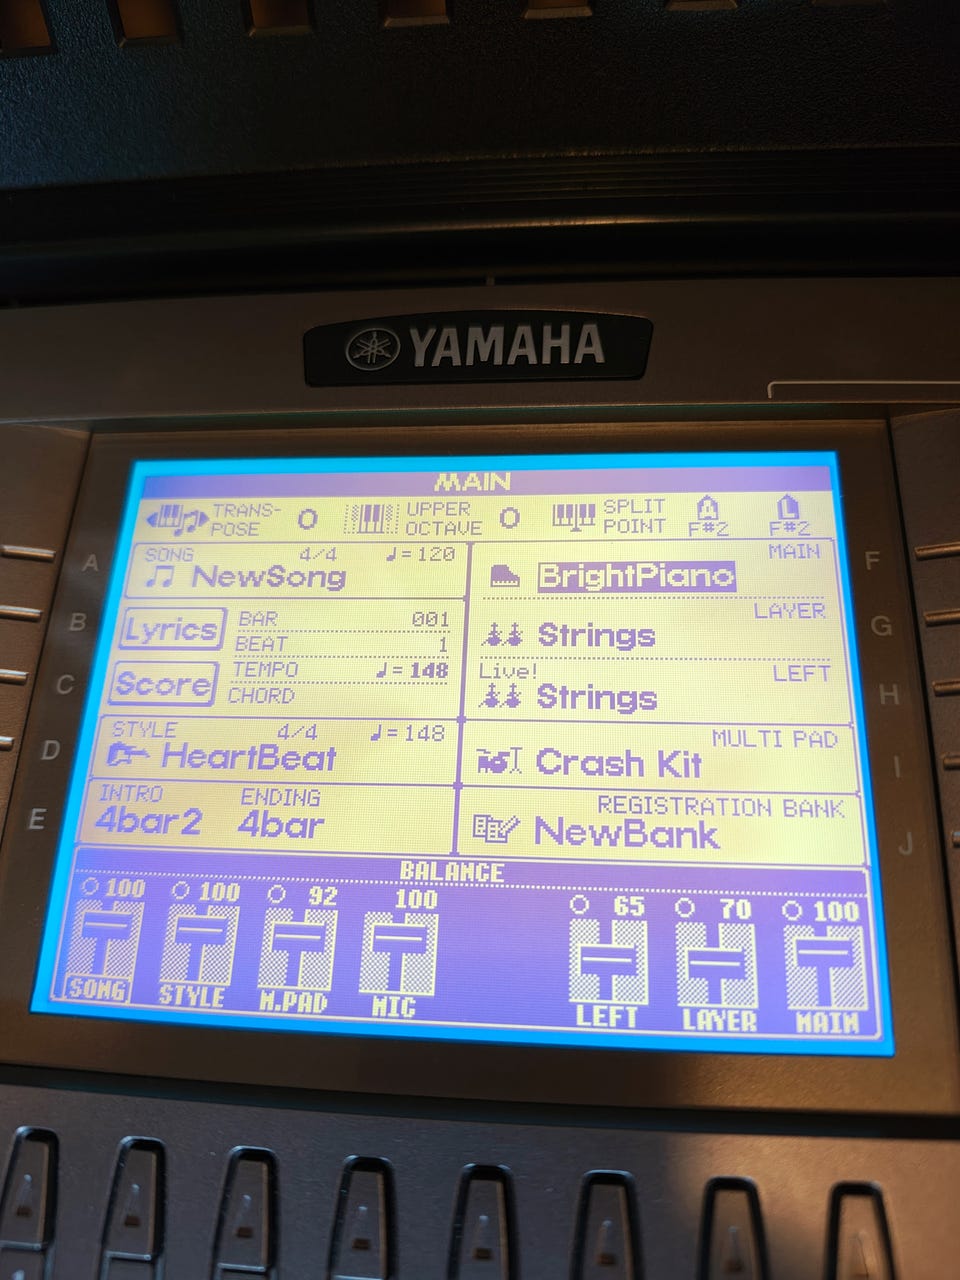 YAMAHA
MAIN
TRANS-
POSE 0
UPPER
OCTAVE 0
SPLIT
POINT
A F#2
L F#2
SONG 4/4 ♩=120
NewSong
Lyrics
Score
BAR 001
BEAT 1
TEMPO ♩=148
CHORD
STYLE 4/4 ♩=148
HeartBeat
INTRO ENDING
4bar2 4bar
MAIN
BrightPiano
LAYER
Strings
Live! LEFT
Strings
MULTI PAD
Crash Kit
REGISTRATION BANK
NewBank
BALANCE
100 100 92 100 65 70 100
SONG STYLE M.PAD MIC LEFT LAYER MAIN
A
B
C
D
E
F
G
H
I
J